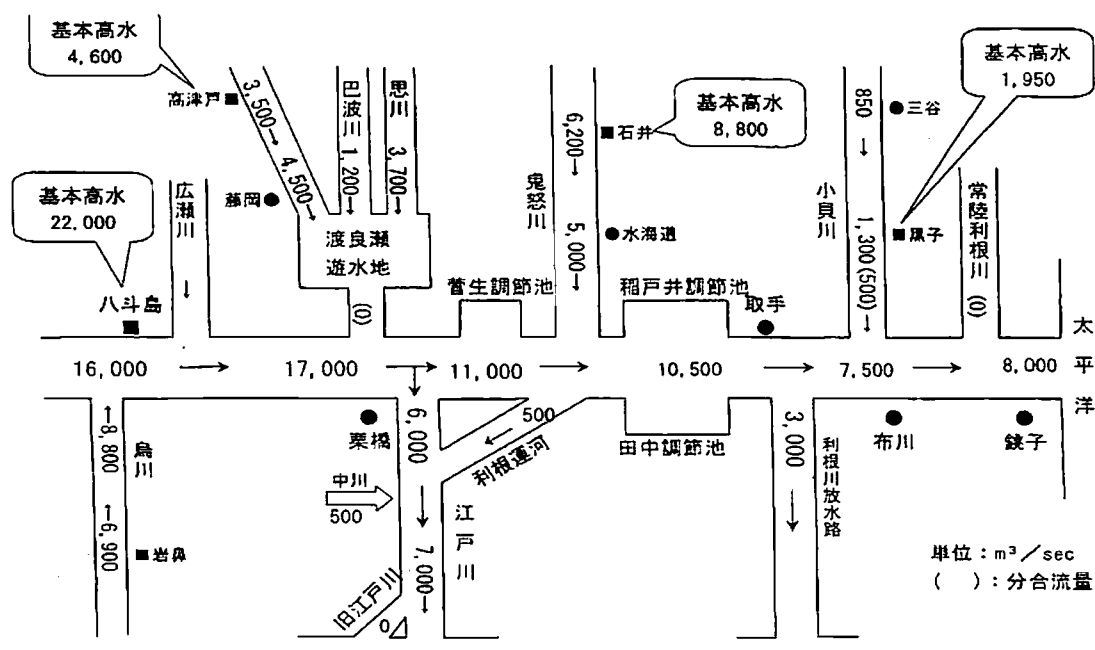 基本高水
4,600
基本高水
1,950
高津戸
3,500→
4,500→
巴波川
1,200→
思川
3,700→
6,200→
石井
基本高水
8,800
850→
三谷
基本高水
22,000
広瀬川
藤岡
渡良瀬
遊水地
(0)
鬼怒川
5,000→
水海道
小貝川
1,300(500)→
黒子
常陸利根川
(0)
八斗島
菅生調節池
稲戸井調節池
取手
太平洋
16,000→
17,000→
11,000→
10,500→
7,500→
8,000→
←8,800
烏川
←6,900
岩鼻
栗橋
6,000
500
利根運河
田中調節池
3,000
利根川放水路
布川
銚子
中川
500
7,000→
江戸川
旧江戸川
0
単位:m³/sec
( ):分合流量